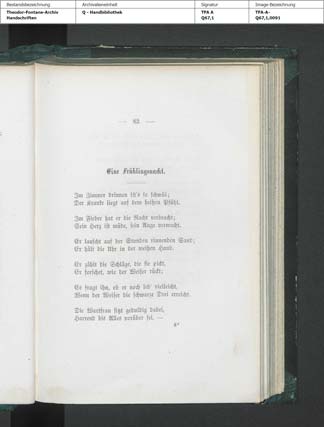 Bestandsbezeichnung Archivalieneinheit Signatur Image-Bezeichnung
Theodor-Fontane-Archiv Q - Handbibliothek TFA A TFA-A-
Handschriften Q67,1 Q67,1,0091
— 83. —
Eine Frühlingsnacht.
Im Zimmer drinnen ist's so schwül;
Der Kranke liegt auf dem heißen Pfühl.
Im Fieber hat er die Nacht verbracht;
Sein Herz ist müde, sein Auge verwacht.
Er lauscht auf der Stunden rinnenden Sand;
Er hält die Uhr in der weißen Hand.
Er zählt die Schläge, die sie pickt,
Er forschet, wie der Weiser rückt;
Es fragt ihn, ob er noch leb' vielleicht,
Wenn der Weiser die schwarze Drei erreicht.
Die Wartfrau sitzt geduldig dabei,
Harrend bis Alles vorüber sei. —
6*